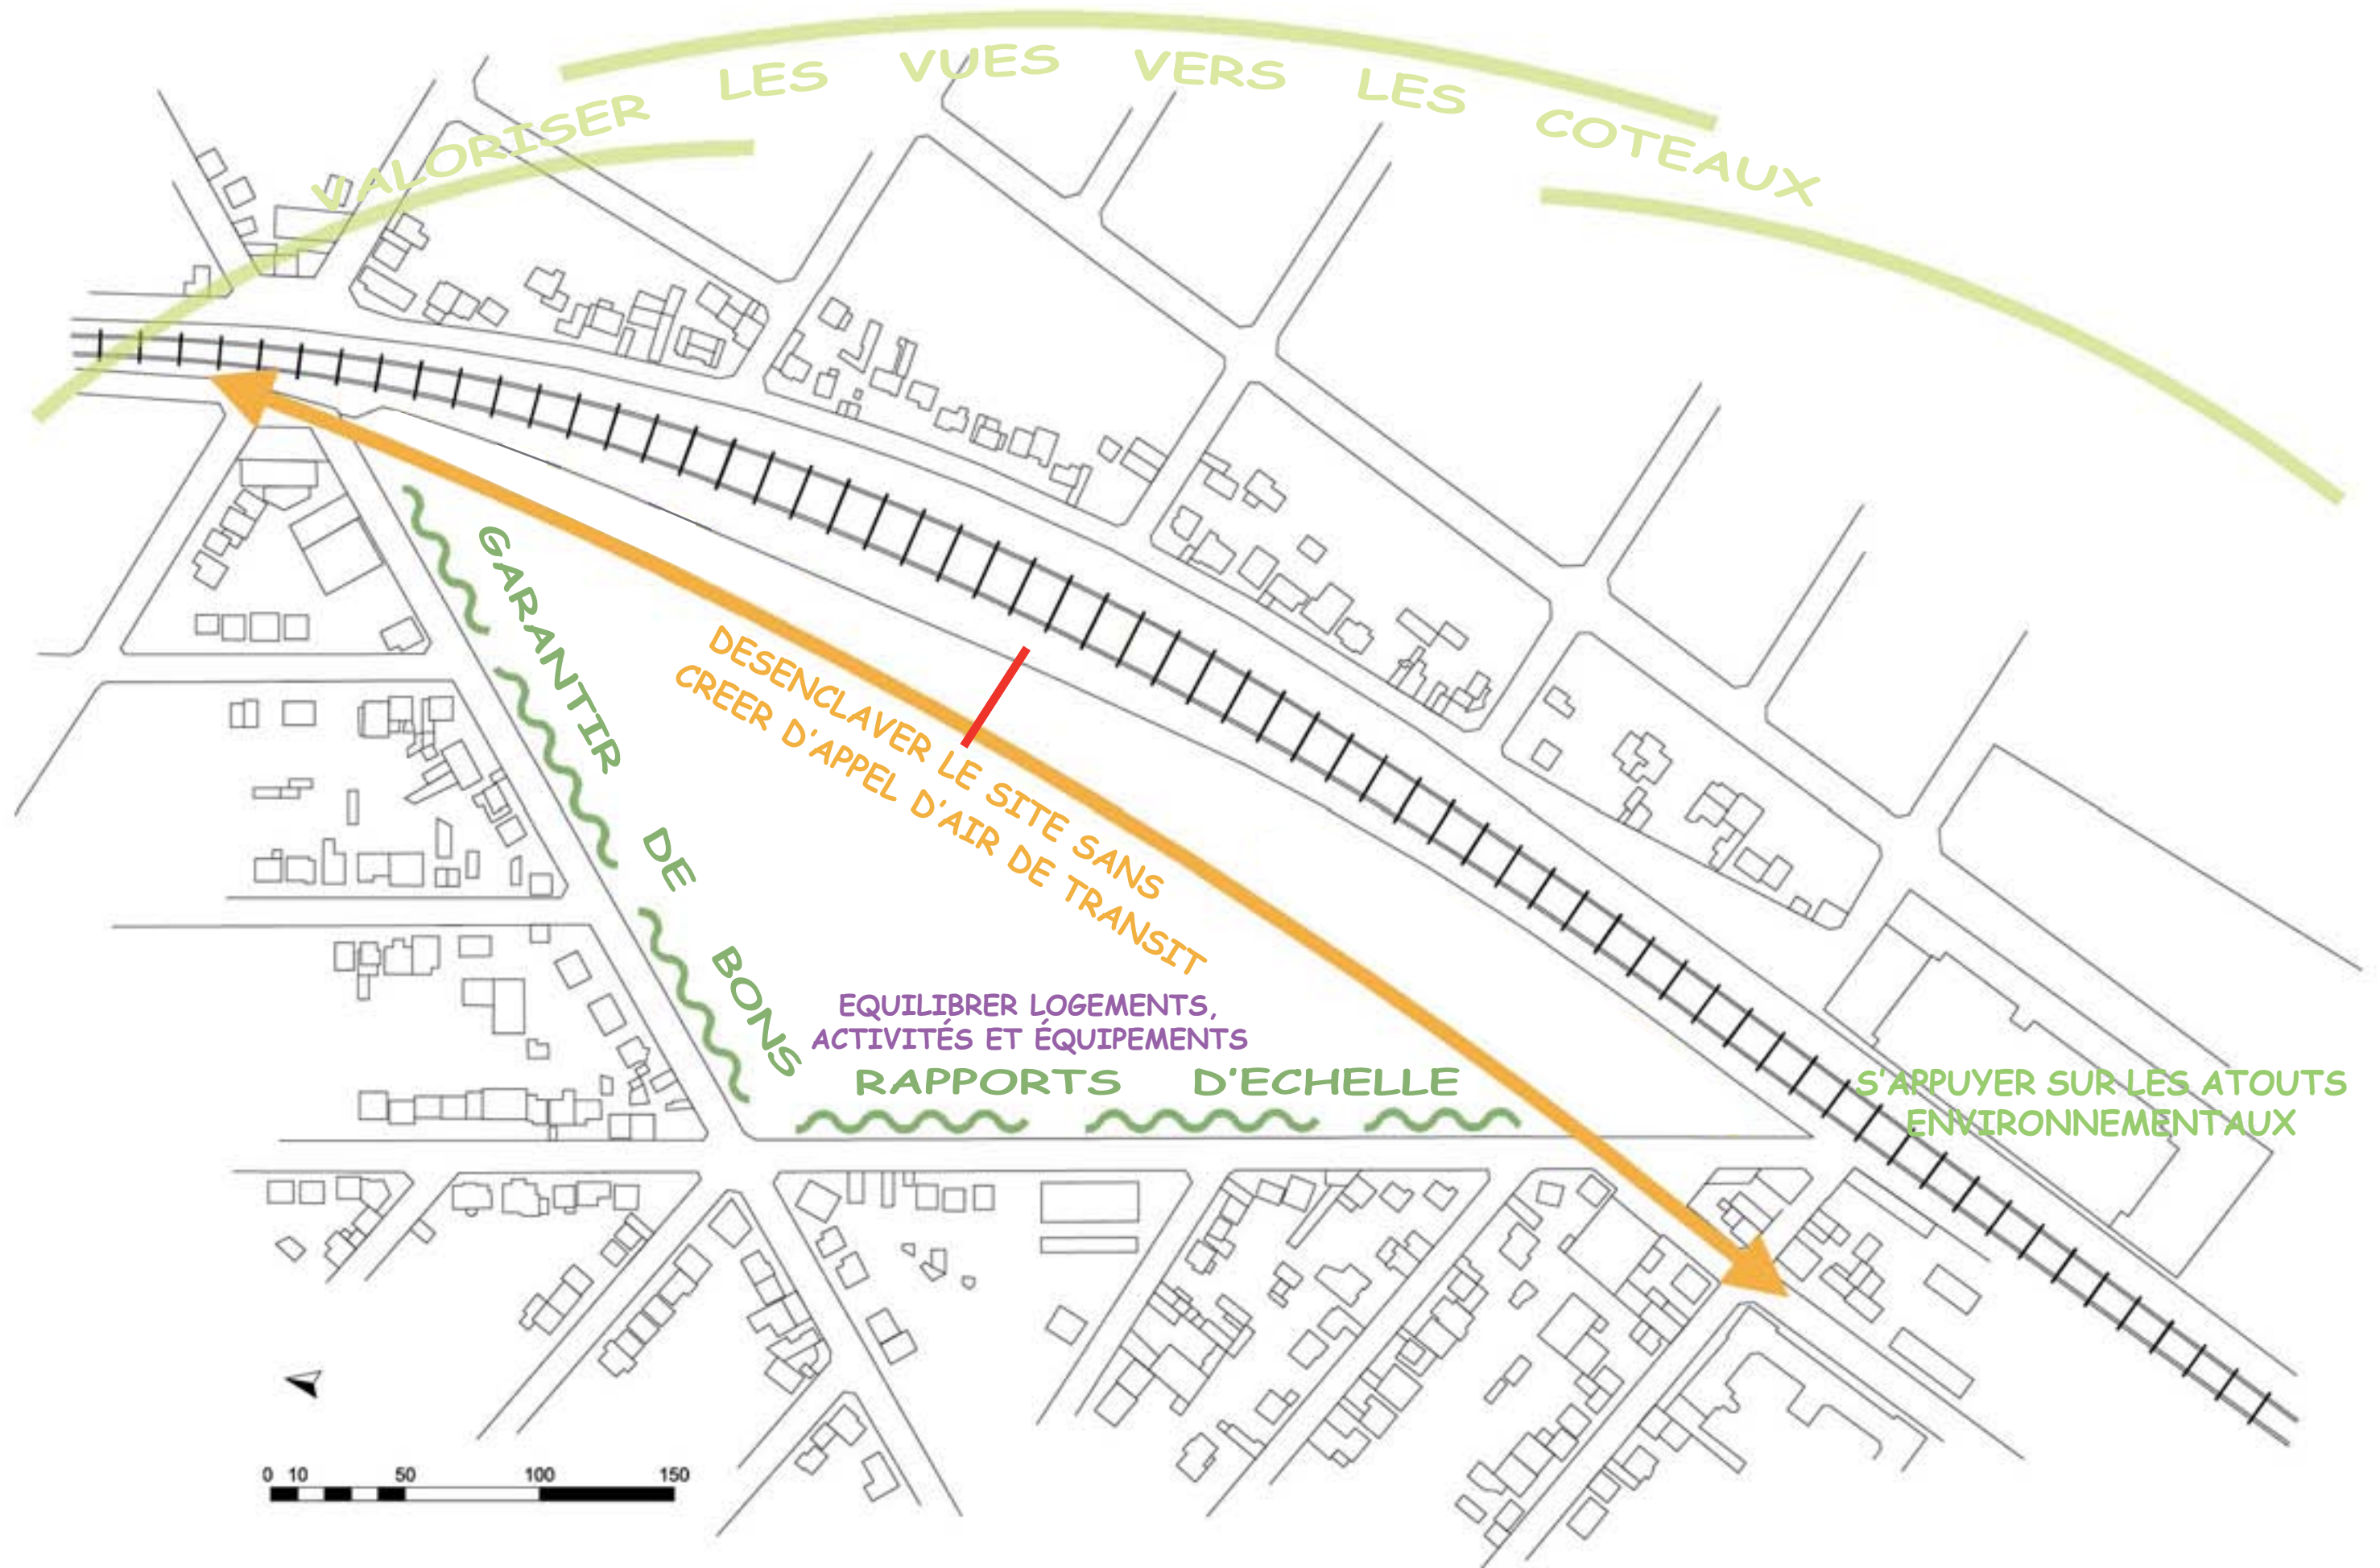 VALORISER LES VUES VERS LES COTEAUX
GARANTIR DE BONS RAPPORTS D'ECHELLE
DESENCLAVER LE SITE SANS
CREER D'APPEL D'AIR DE TRANSIT
EQUILIBRER LOGEMENTS,
ACTIVITÉS ET ÉQUIPEMENTS
S'APPUYER SUR LES ATOUTS
ENVIRONNEMENTAUX
0 10 50 100 150